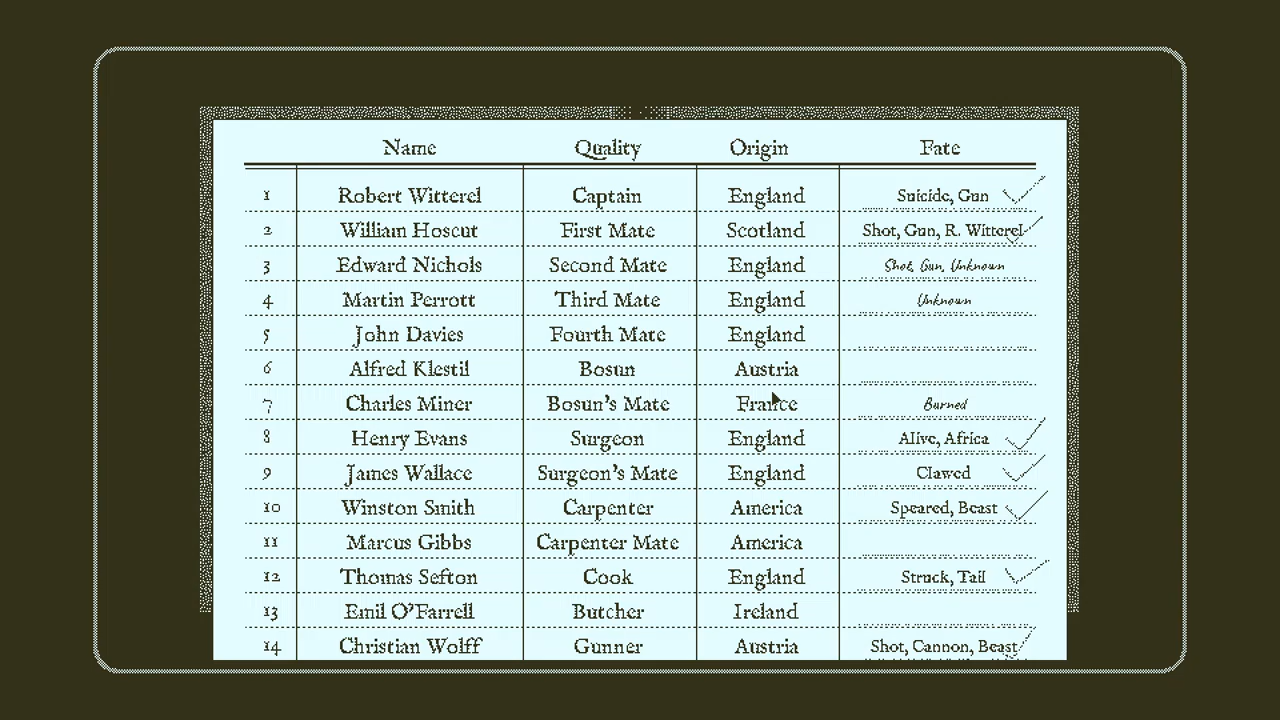 Name Quality Origin Fate
1 Robert Witterel Captain England Suicide, Gun
2 William Hoscut First Mate Scotland Shot, Gun, R. Witterel
3 Edward Nichols Second Mate England Shot, Gun, Unknown
4 Martin Perrott Third Mate England Unknown
5 John Davies Fourth Mate England
6 Alfred Klestil Bosun Austria
7 Charles Miner Bosun's Mate France Burned
8 Henry Evans Surgeon England Alive, Africa
9 James Wallace Surgeon's Mate England Clawed
10 Winston Smith Carpenter America Speared, Beast
11 Marcus Gibbs Carpenter Mate America
12 Thomas Sefton Cook England Struck, Tail
13 Emil O'Farrell Butcher Ireland
14 Christian Wolff Gunner Austria Shot, Cannon, Beast